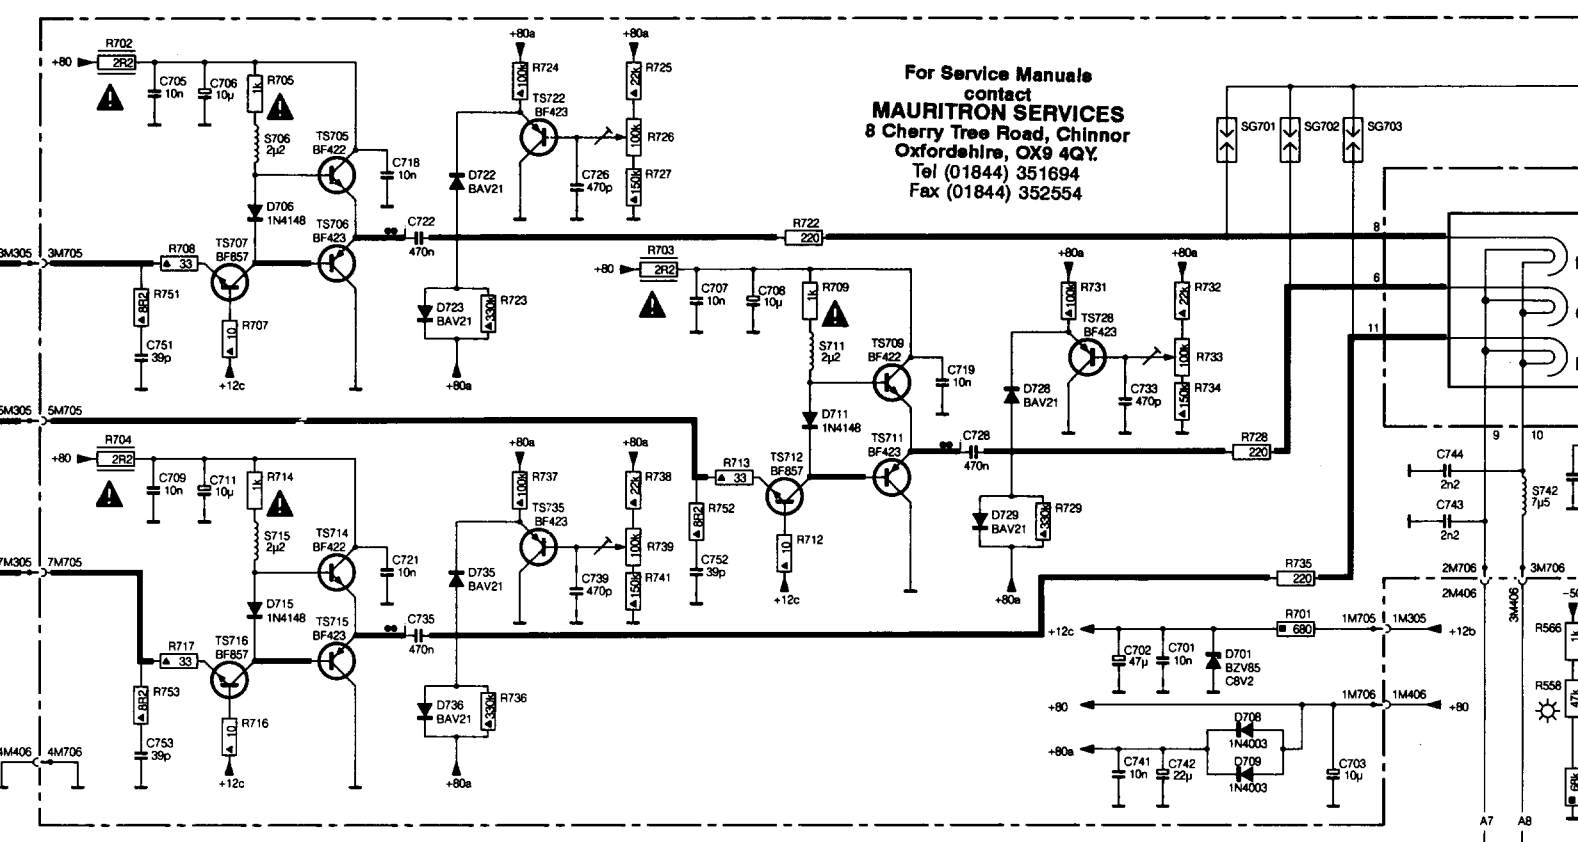 For Service Manuals
contact
MAURITRON SERVICES
8 Cherry Tree Road, Chinnor
Oxfordshire, OX9 4QY.
Tel (01844) 351694
Fax (01844) 352554
+80
R702
2R2
C705
10n
C706
10µ
R705
1k
S706
2µ2
TS705
BF422
C718
10n
D706
1N4148
TS706
BF423
C722
470n
3M305
3M705
R708
33
TS707
BF857
R751
8R2
C751
39p
R707
10
+12c
+80a
R724
100k
TS722
BF423
D722
BAV21
C726
470p
+80a
R725
22k
R726
100k
R727
150k
D723
BAV21
R723
330k
+80a
R722
220
SG701
SG702
SG703
8
6
11
+80
R703
2R2
C707
10n
C708
10µ
R709
1k
S711
2µ2
TS709
BF422
C719
10n
D711
1N4148
TS711
BF423
C728
470n
5M305
5M705
R713
33
TS712
BF857
R752
8R2
C752
39p
R712
10
+12c
+80a
R731
100k
TS728
BF423
D728
BAV21
C733
470p
+80a
R732
22k
R733
100k
R734
150k
D729
BAV21
R729
330k
+80a
R728
220
+80
R704
2R2
C709
10n
C711
10µ
R714
1k
S715
2µ2
TS714
BF422
C721
10n
D715
1N4148
TS715
BF423
C735
470n
7M305
7M705
R717
33
TS716
BF857
R753
8R2
C753
39p
R716
10
+12c
4M406
4M706
+80a
R737
100k
TS735
BF423
D735
BAV21
C739
470p
+80a
R738
22k
R739
100k
R741
150k
D736
BAV21
R736
330k
+80a
R735
220
9
10
C744
2n2
C743
2n2
S742
7µ5
2M706
3M706
2M406
3M406
+12c
R701
680
1M705
1M305
+12b
C702
47µ
C701
10n
D701
BZV85
C8V2
+80
1M706
1M406
+80
+80a
D708
1N4003
D709
1N4003
C741
10n
C742
22µ
C703
10µ
R566
1k
R558
47k
68k
A7
A8